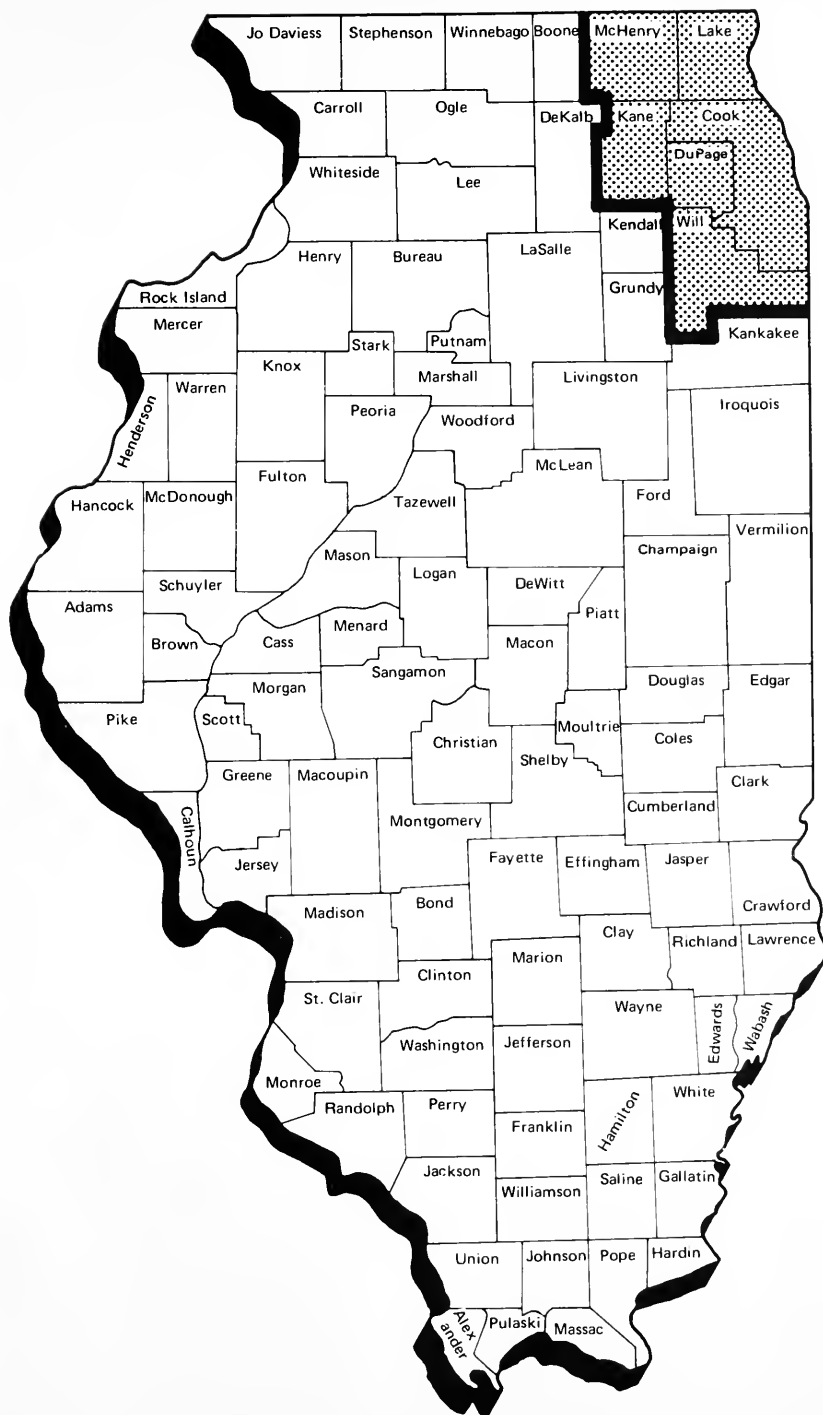 Jo Daviess
Stephenson
Winnebago
Boone
McHenry
Lake
Carroll
Ogle
DeKalb
Kane
Cook
DuPage
Whiteside
Lee
Will
Kendall
Henry
Bureau
LaSalle
Rock Island
Grundy
Mercer
Stark
Putnam
Kankakee
Knox
Marshall
Livingston
Warren
Henderson
Peoria
Woodford
Iroquois
McLean
Fulton
Hancock
McDonough
Tazewell
Ford
Vermilion
Mason
Champaign
Schuyler
Logan
DeWitt
Adams
Piatt
Brown
Cass
Menard
Macon
Sangamon
Morgan
Douglas
Edgar
Pike
Scott
Christian
Moultrie
Coles
Shelby
Greene
Macoupin
Clark
Calhoun
Montgomery
Cumberland
Jersey
Fayette
Effingham
Jasper
Madison
Bond
Crawford
Clay
Richland
Lawrence
Marion
Clinton
St. Clair
Wayne
Edwards
Wabash
Washington
Jefferson
Monroe
Randolph
Perry
Hamilton
White
Franklin
Jackson
Williamson
Saline
Gallatin
Union
Johnson
Pope
Hardin
Alex
ander
Pulaski
Massac